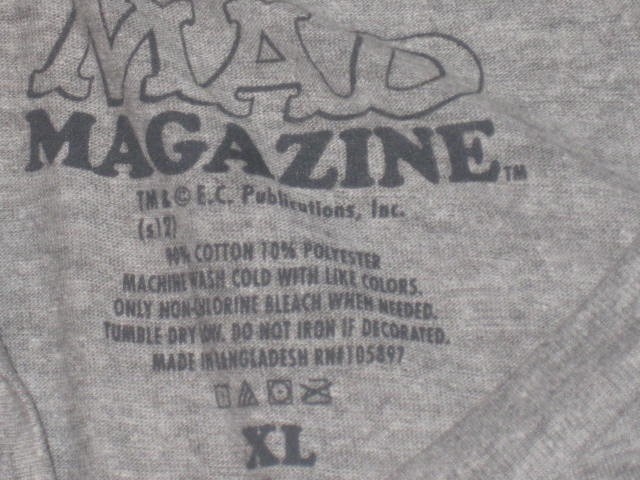 MAD
MAGAZINE™
TM & © E.C. Publications, Inc.
(s12)
90% COTTON 10% POLYESTER
MACHINE WASH COLD WITH LIKE COLORS.
ONLY NON-CHLORINE BLEACH WHEN NEEDED.
TUMBLE DRY LOW. DO NOT IRON IF DECORATED.
MADE IN BANGLADESH RN#105897
XL